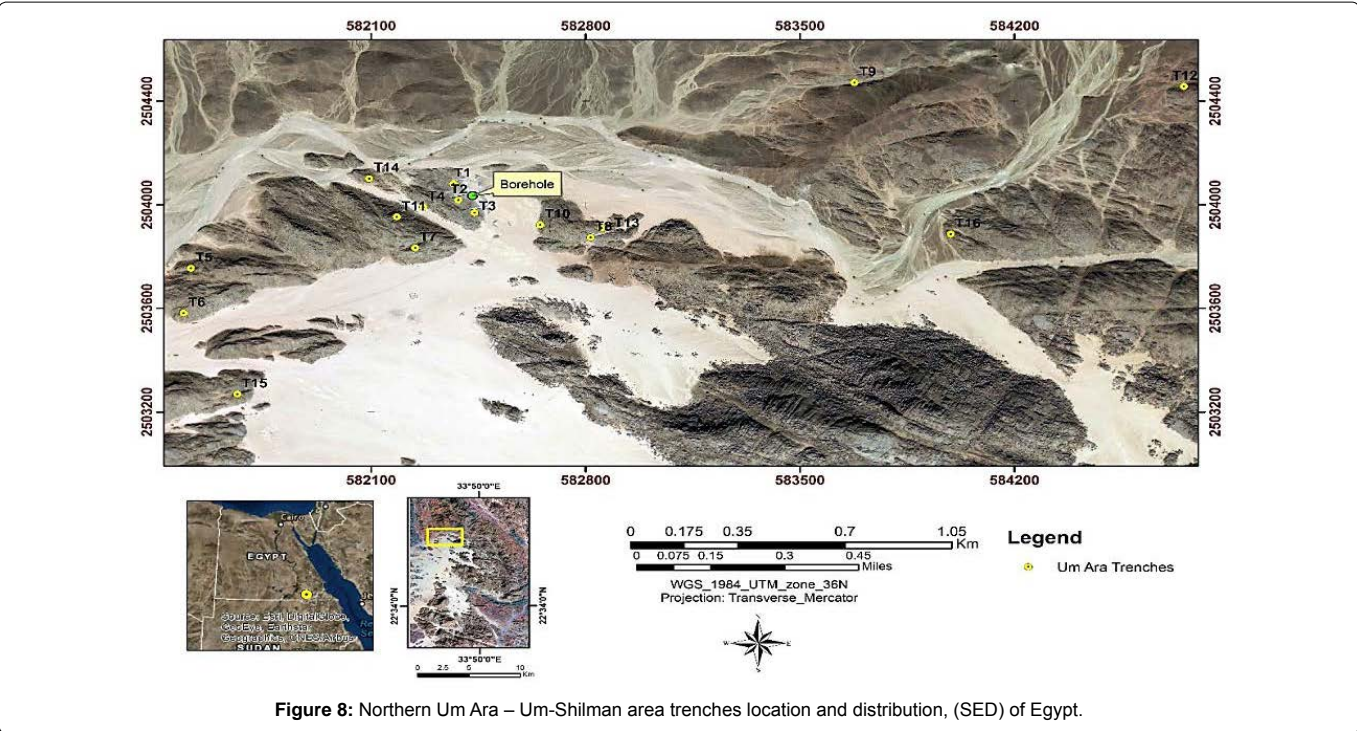 582100 582800 583500 584200
2504400 2504000 2503600 2503200
T9
T12
2504400 2504000 2503600 2503200
T14
T1
Borehole
T2
T4
T11
T3
T10
T13
T8
T16
T7
T5
T6
T15
582100 582800 583500 584200
Cairo
EGYPT
SUDAN
33°50'0"E
22°34'0"N
22°34'0"N
33°50'0"E
0 2.5 5 10
Km
0 0.175 0.35 0.7 1.05
Km
0 0.075 0.15 0.3 0.45
Miles
WGS_1984_UTM_zone_36N
Projection: Transverse_Mercator
N
W E
S
Legend
Um Ara Trenches
Figure 8: Northern Um Ara – Um-Shilman area trenches location and distribution, (SED) of Egypt.